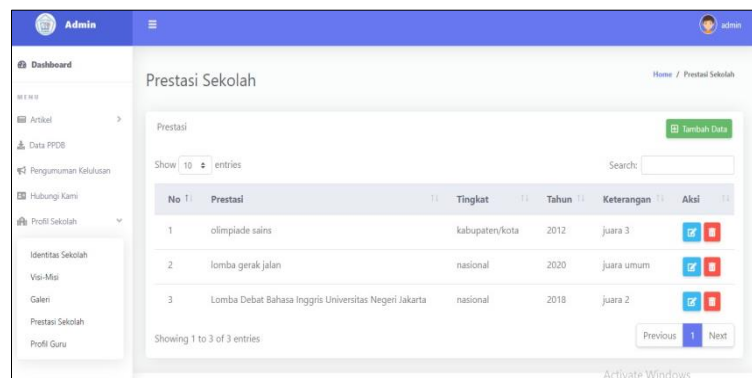 Admin
admin
Dashboard
Prestasi Sekolah
Home / Prestasi Sekolah
MENU
Artikel
Data PPDB
Pengumuman Kelulusan
Hubungi Kami
Profil Sekolah
Identitas Sekolah
Visi-Misi
Galeri
Prestasi Sekolah
Profil Guru
Prestasi
Tambah Data
Show 10 entries
Search:
No Prestasi Tingkat Tahun Keterangan Aksi
1 olimpiade sains kabupaten/kota 2012 juara 3
2 lomba gerak jalan nasional 2020 juara umum
3 Lomba Debat Bahasa Inggris Universitas Negeri Jakarta nasional 2018 juara 2
Showing 1 to 3 of 3 entries
Previous 1 Next
Activate Windows